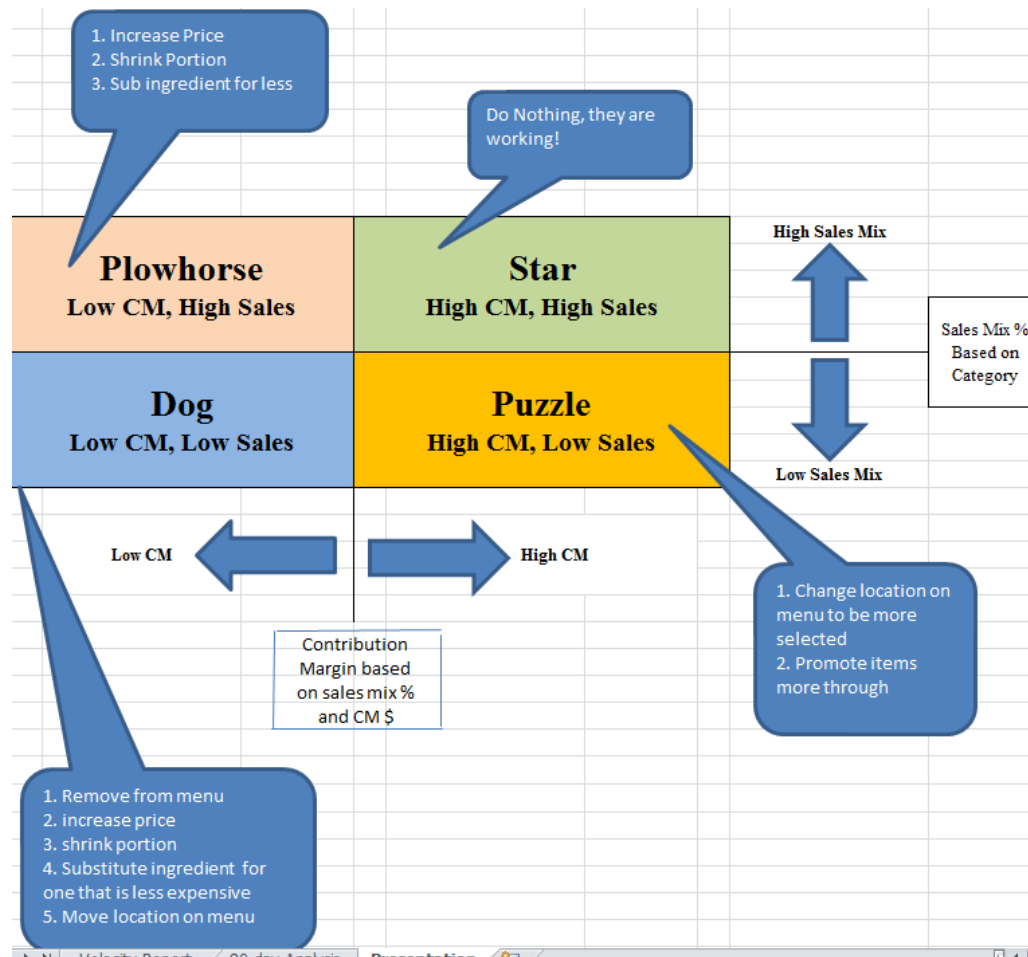 1. Increase Price
2. Shrink Portion
3. Sub ingredient for less
Do Nothing, they are
working!
Plowhorse
Low CM, High Sales
Star
High CM, High Sales
High Sales Mix
Sales Mix %
Based on
Category
Dog
Low CM, Low Sales
Puzzle
High CM, Low Sales
Low Sales Mix
Low CM
High CM
Contribution
Margin based
on sales mix %
and CM $
1. Change location on
menu to be more
selected
2. Promote items
more through
1. Remove from menu
2. increase price
3. shrink portion
4. Substitute ingredient for
one that is less expensive
5. Move location on menu
Velocity Report
90 day Analysis
Presentation